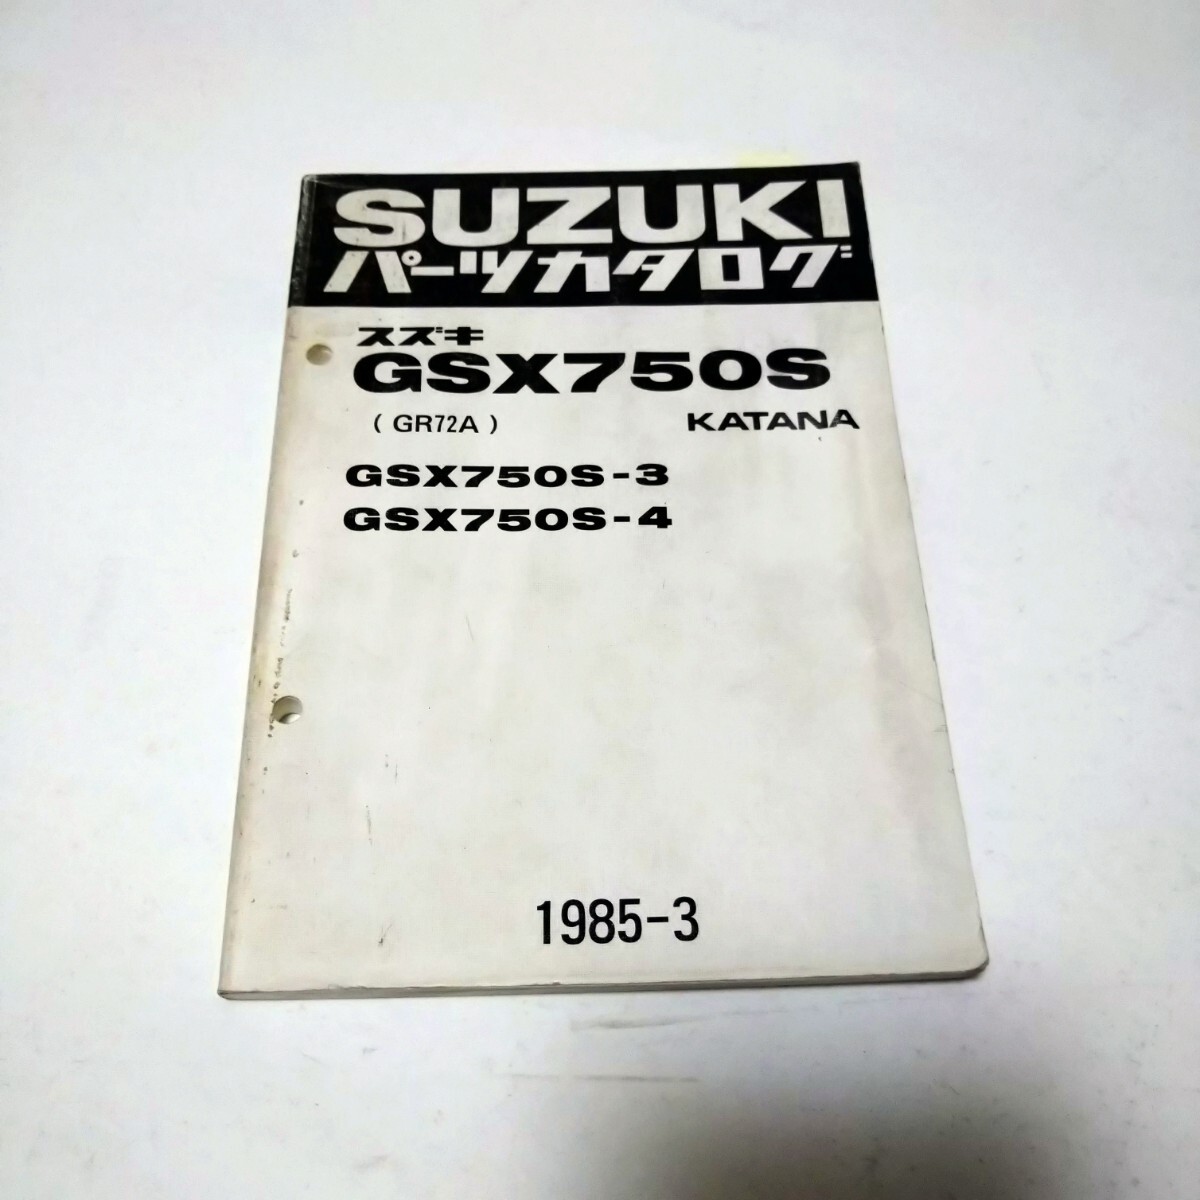 SUZUKI
パーツカタログ
スズキ
GSX750S
( GR72A ) KATANA
GSX750S-3
GSX750S-4
1985-3